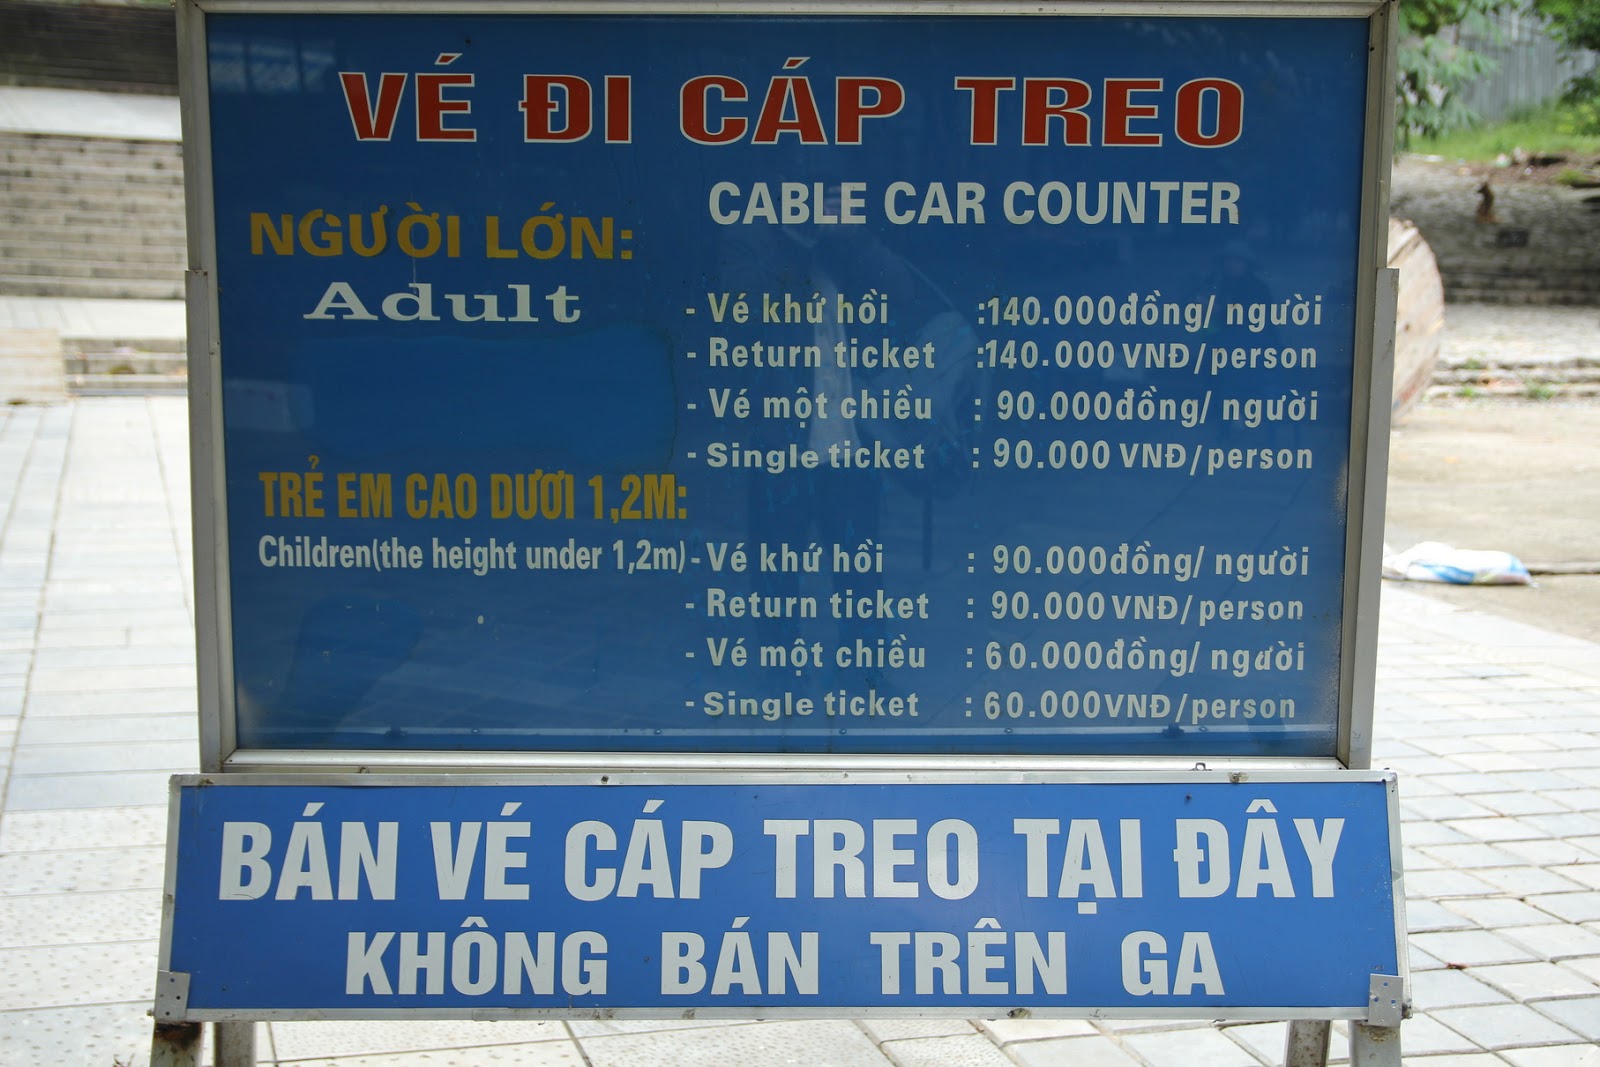 VÉ ĐI CÁP TREO
CABLE CAR COUNTER
NGƯỜI LỚN:
Adult
- Vé khứ hồi :140.000đồng/ người
- Return ticket :140.000 VNĐ/person
- Vé một chiều : 90.000đồng/ người
- Single ticket : 90.000 VNĐ/person
TRẺ EM CAO DƯƠI 1,2M:
Children(the height under 1,2m)- Vé khứ hồi : 90.000đồng/ người
- Return ticket : 90.000 VNĐ/person
- Vé một chiều : 60.000đồng/ người
- Single ticket : 60.000VNĐ/person
BÁN VÉ CÁP TREO TẠI ĐÂY
KHÔNG BÁN TRÊN GA